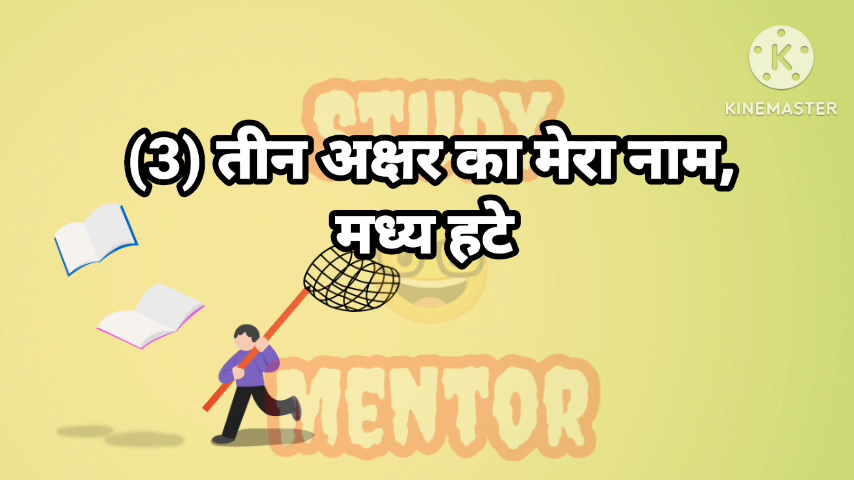 KINEMASTER
STUDY
(3) तीन अक्षर का मेरा नाम,
मध्य हटे
MENTOR